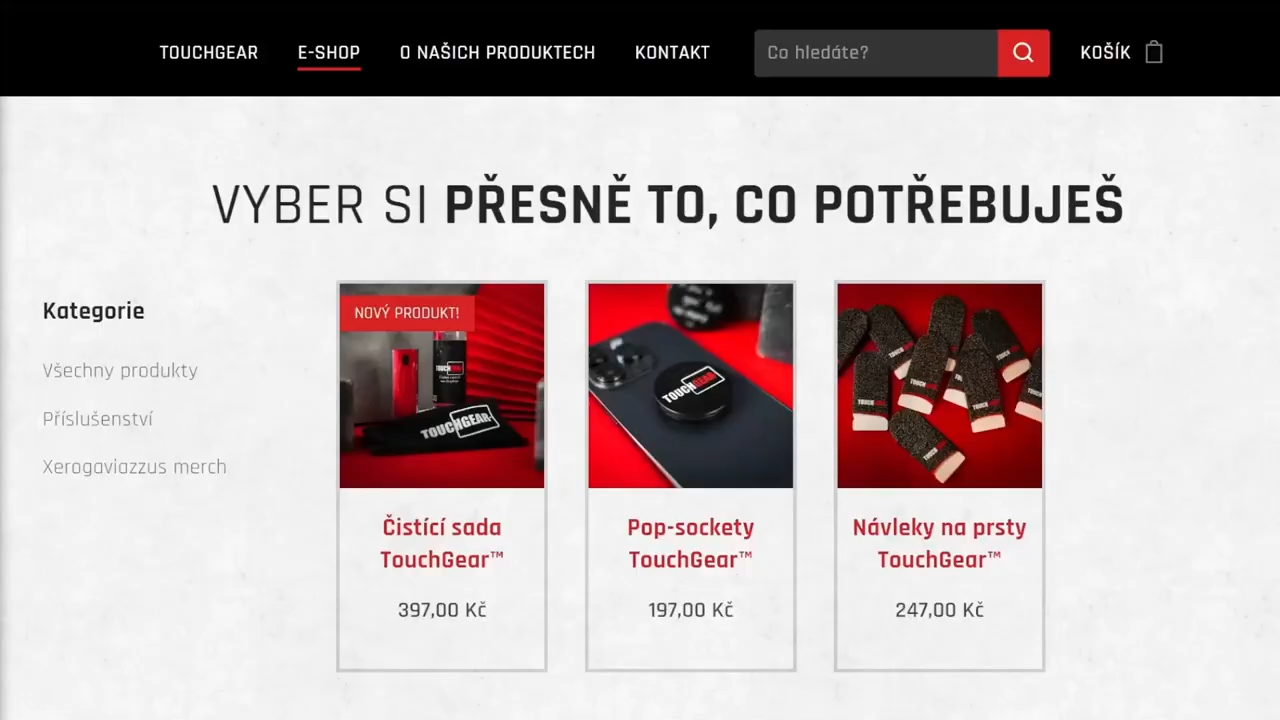 TOUCHGEAR E-SHOP O NAŠICH PRODUKTECH KONTAKT Co hledáte? KOŠÍK
VYBER SI PŘESNĚ TO, CO POTŘEBUJEŠ
Kategorie
Všechny produkty
Příslušenství
Xerogaviazzus merch
NOVÝ PRODUKT!
TOUCHGEAR
TOUCHGEAR
TOUCHGEAR
Čistící sada
TouchGear™
397,00 Kč
Pop-sockety
TouchGear™
197,00 Kč
Návleky na prsty
TouchGear™
247,00 Kč